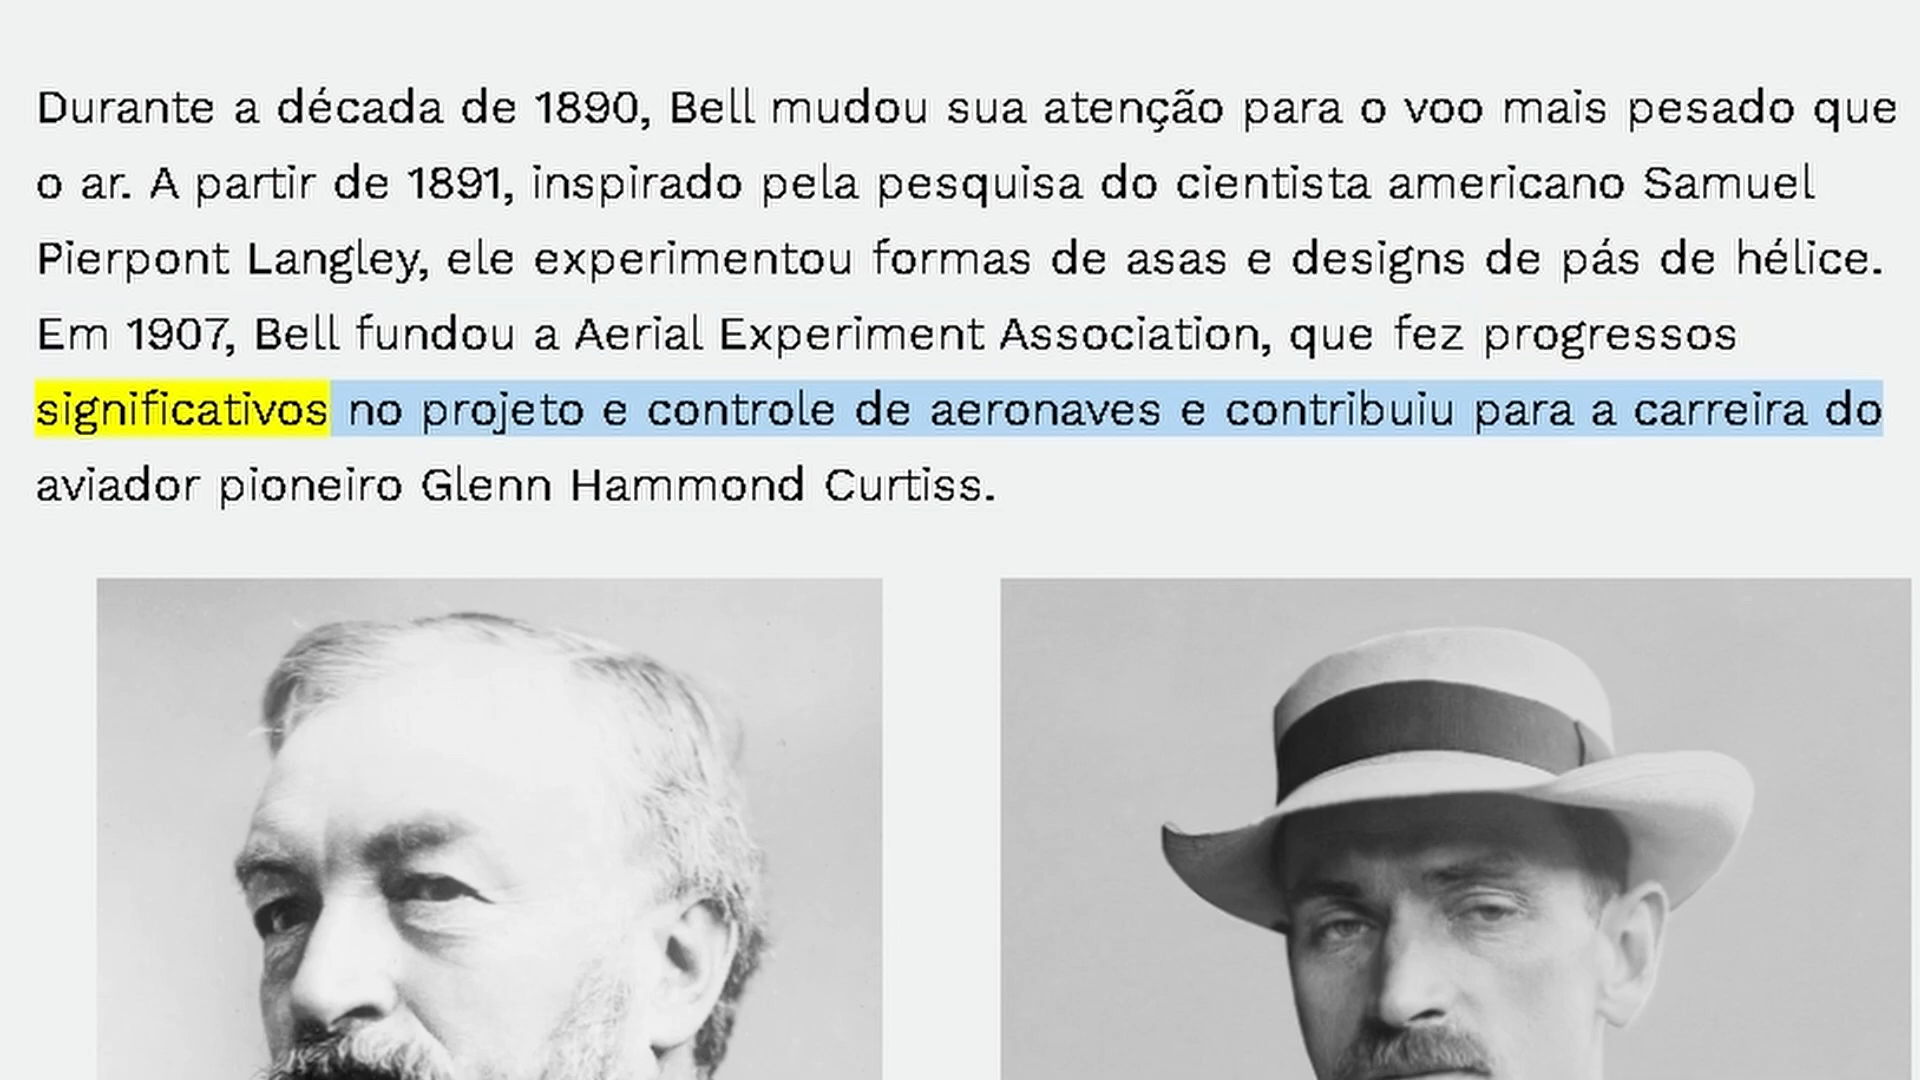 Durante a década de 1890, Bell mudou sua atenção para o voo mais pesado que
o ar. A partir de 1891, inspirado pela pesquisa do cientista americano Samuel
Pierpont Langley, ele experimentou formas de asas e designs de pás de hélice.
Em 1907, Bell fundou a Aerial Experiment Association, que fez progressos
significativos no projeto e controle de aeronaves e contribuiu para a carreira do
aviador pioneiro Glenn Hammond Curtiss.